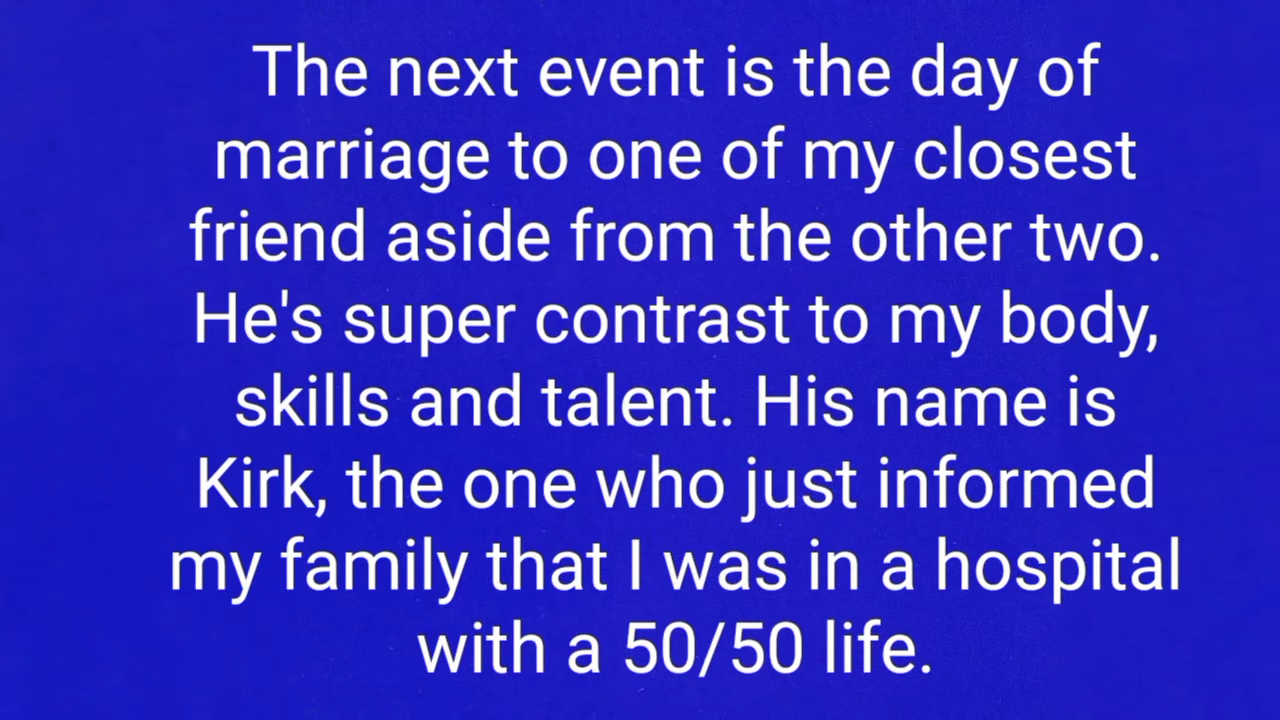 The next event is the day of
marriage to one of my closest
friend aside from the other two.
He's super contrast to my body,
skills and talent. His name is
Kirk, the one who just informed
my family that I was in a hospital
with a 50/50 life.